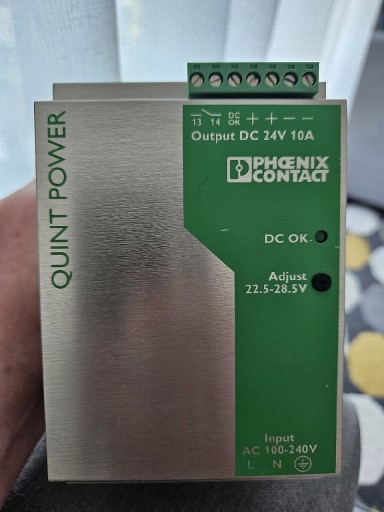 13 14 DC OK + + − −
Output DC 24V 10A
PHŒNIX
CONTACT
QUINT POWER
DC OK
Adjust
22.5-28.5V
Input
AC 100-240V
L N